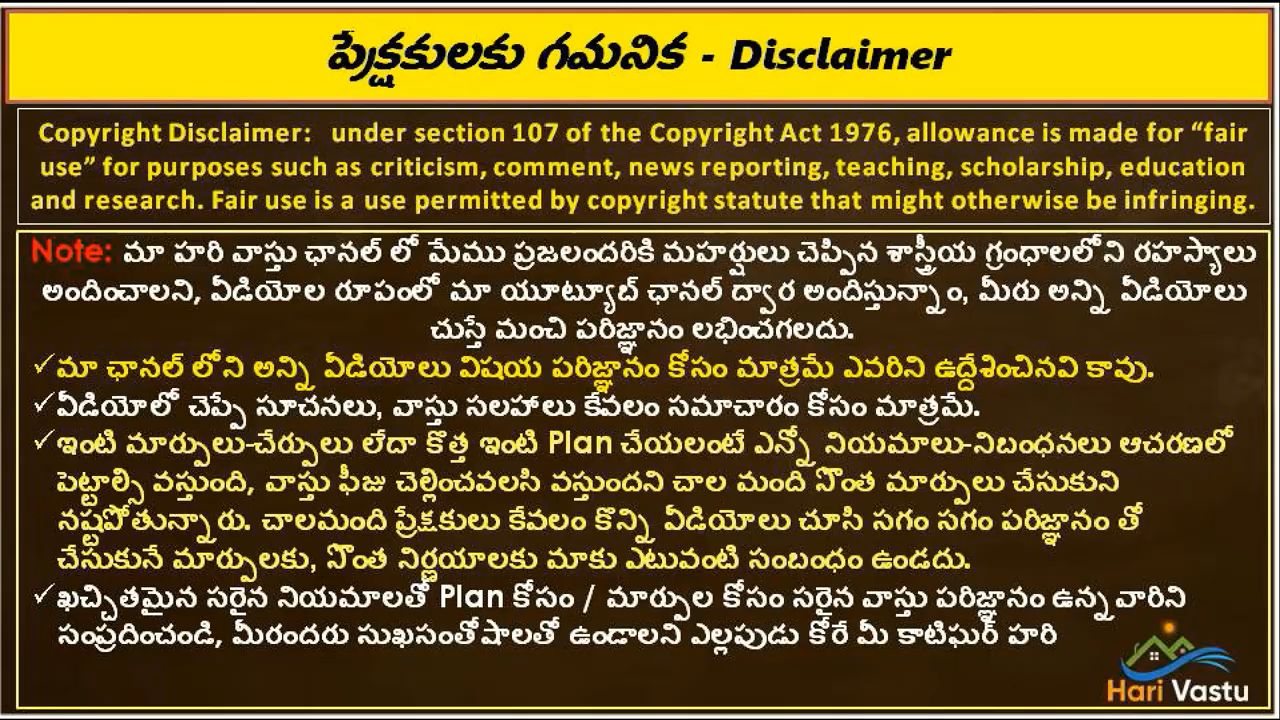 ప్రేక్షకులకు గమనిక - Disclaimer
Copyright Disclaimer: under section 107 of the Copyright Act 1976, allowance is made for “fair
use” for purposes such as criticism, comment, news reporting, teaching, scholarship, education
and research. Fair use is a use permitted by copyright statute that might otherwise be infringing.
Note: మా హరి వాస్తు ఛానల్ లో మేము ప్రజలందరికి మహర్షులు చెప్పిన శాస్త్రీయ గ్రంధాలలోని రహస్యాలు
అందించాలని, వీడియోల రూపంలో మా యూట్యూబ్ ఛానల్ ద్వార అందిస్తున్నాం, మీరు అన్ని వీడియోలు
చుస్తే మంచి పరిజ్ఞానం లభించగలదు.
✓మా ఛానల్ లోని అన్ని వీడియోలు విషయ పరిజ్ఞానం కోసం మాత్రమే ఎవరిని ఉద్దేశించినవి కావు.
✓వీడియోలో చెప్పే సూచనలు, వాస్తు సలహాలు కేవలం సమాచారం కోసం మాత్రమే.
✓ఇంటి మార్పులు-చేర్పులు లేదా కొత్త ఇంటి Plan చేయలంటే ఎన్నో నియమాలు-నిబంధనలు ఆచరణలో
పెట్టాల్సి వస్తుంది, వాస్తు ఫీజు చెల్లించవలసి వస్తుందని చాల మంది సొంత మార్పులు చేసుకుని
నష్టపోతున్నారు. చాలమంది ప్రేక్షకులు కేవలం కొన్ని వీడియోలు చూసి సగం సగం పరిజ్ఞానం తో
చేసుకునే మార్పులకు, సొంత నిర్ణయాలకు మాకు ఎటువంటి సంబంధం ఉండదు.
✓ఖచ్చితమైన సరైన నియమాలతో Plan కోసం / మార్పుల కోసం సరైన వాస్తు పరిజ్ఞానం ఉన్నవారిని
సంప్రదించండి, మీరందరు సుఖసంతోషాలతో ఉండాలని ఎల్లపుడు కోరే మీ కాటిఘర్ హరి
Hari Vastu